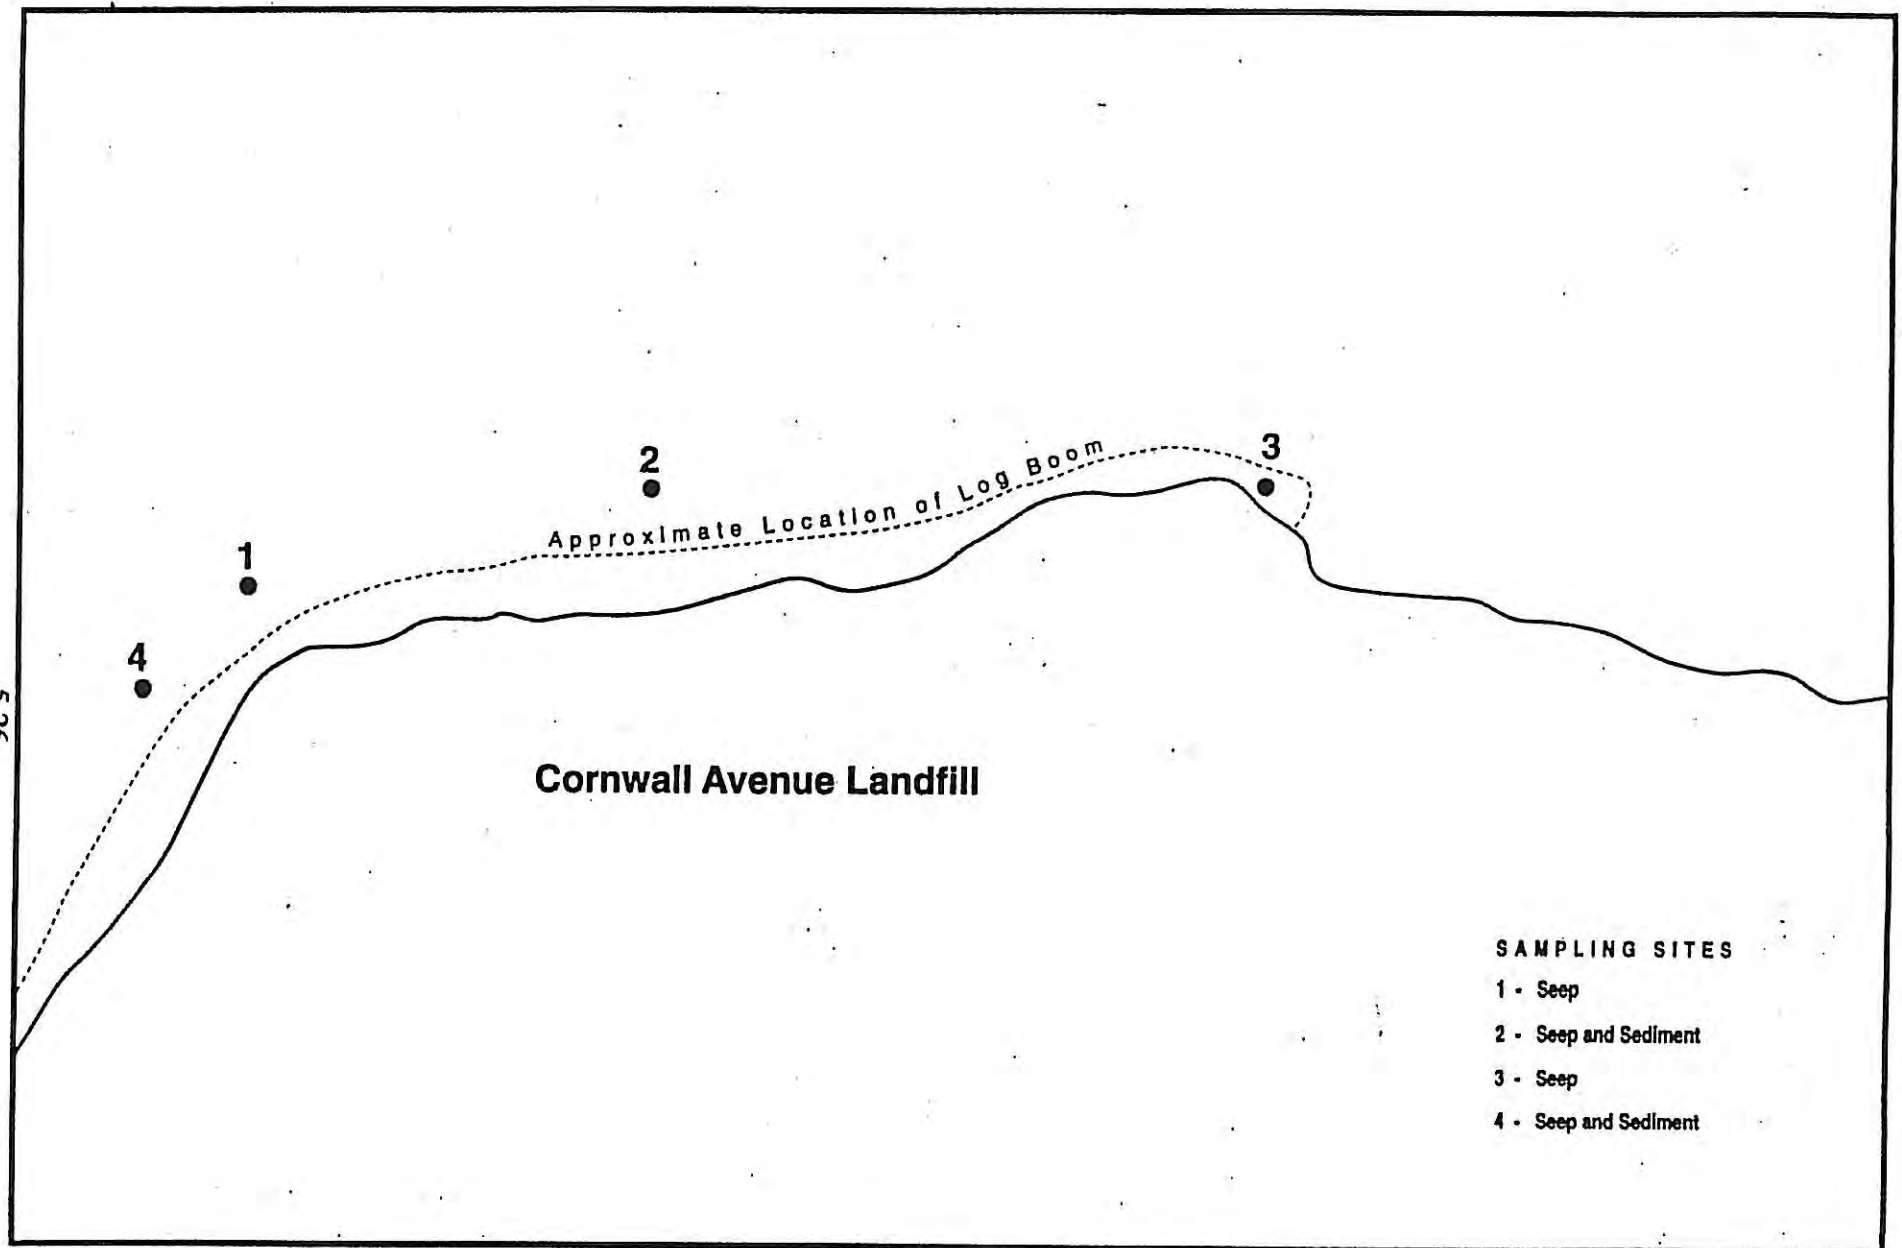 2
3
Approximate Location of Log Boom
1
4
Cornwall Avenue Landfill
SAMPLING SITES
1 - Seep
2 - Seep and Sediment
3 - Seep
4 - Seep and Sediment